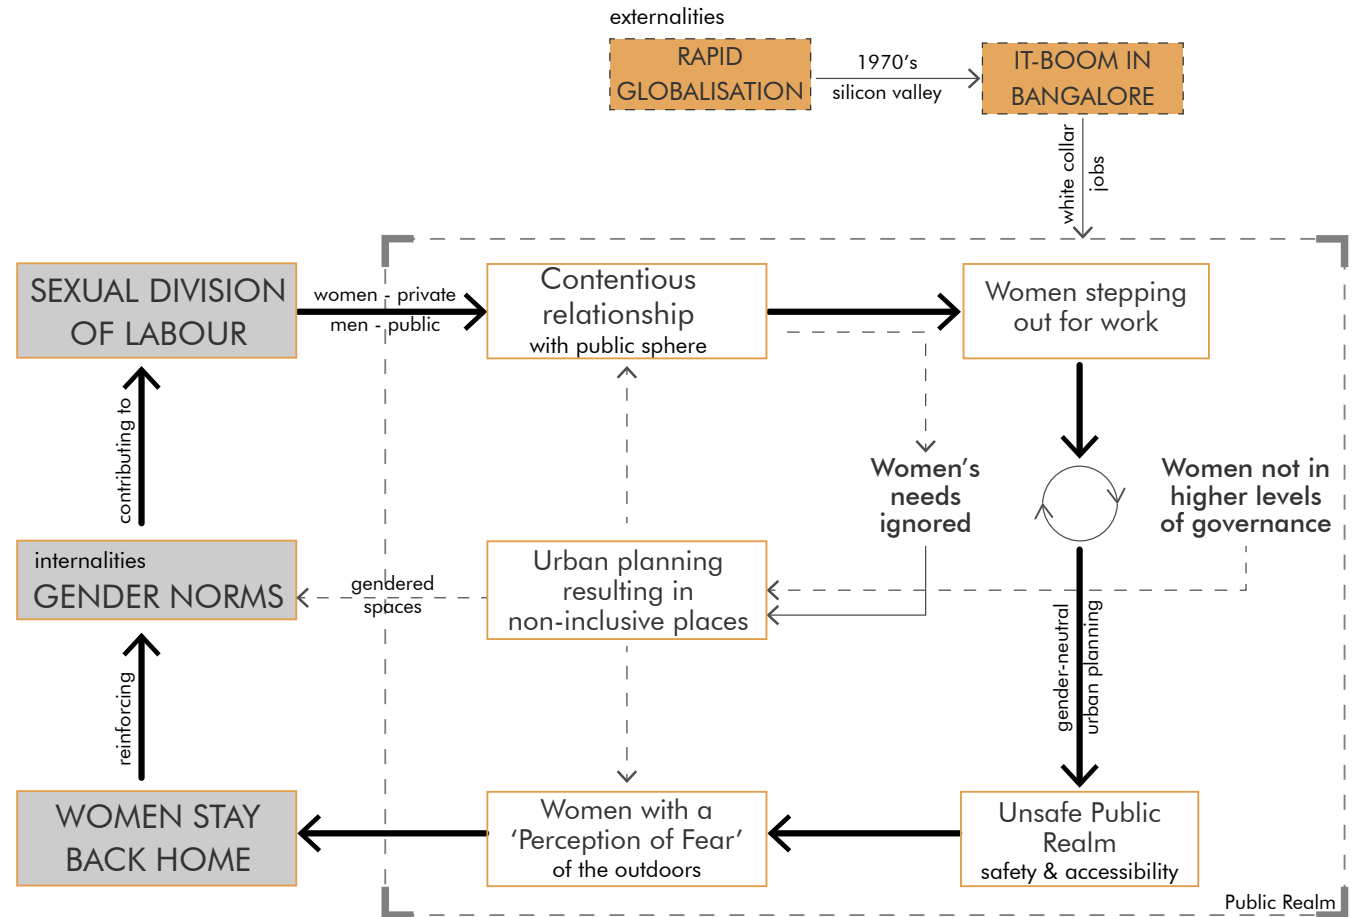 externalities
RAPID
GLOBALISATION
1970's
silicon valley
IT-BOOM IN
BANGALORE
white collar
jobs
SEXUAL DIVISION
OF LABOUR
women - private
men - public
Contentious
relationship
with public sphere
Women stepping
out for work
contributing to
Women's
needs
ignored
Women not in
higher levels
of governance
internalities
GENDER NORMS
gendered
spaces
Urban planning
resulting in
non-inclusive places
gender-neutral
urban planning
reinforcing
WOMEN STAY
BACK HOME
Women with a
‘Perception of Fear’
of the outdoors
Unsafe Public
Realm
safety & accessibility
Public Realm